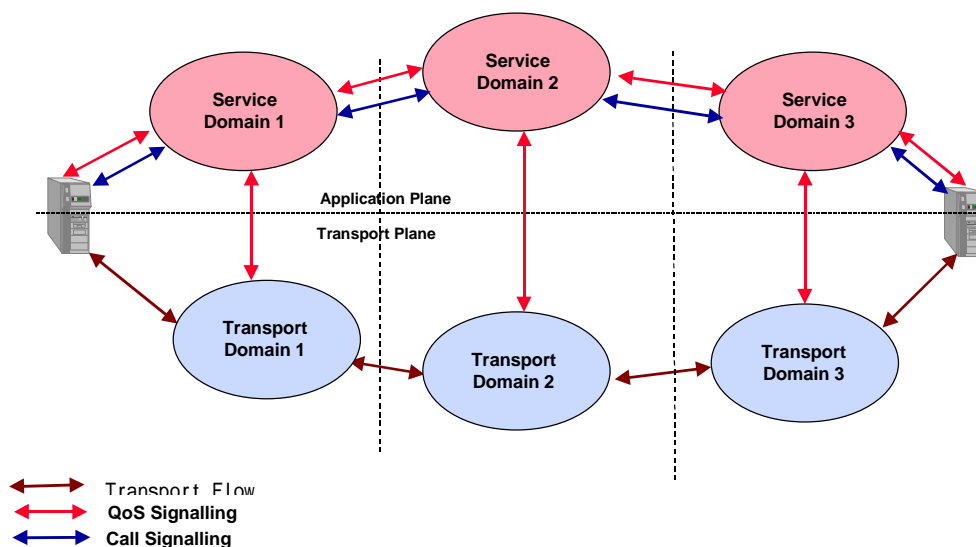 Service
Domain 1
Service
Domain 2
Service
Domain 3
Application Plane
Transport Plane
Transport
Domain 1
Transport
Domain 2
Transport
Domain 3
Transport Flow
QoS Signalling
Call Signalling